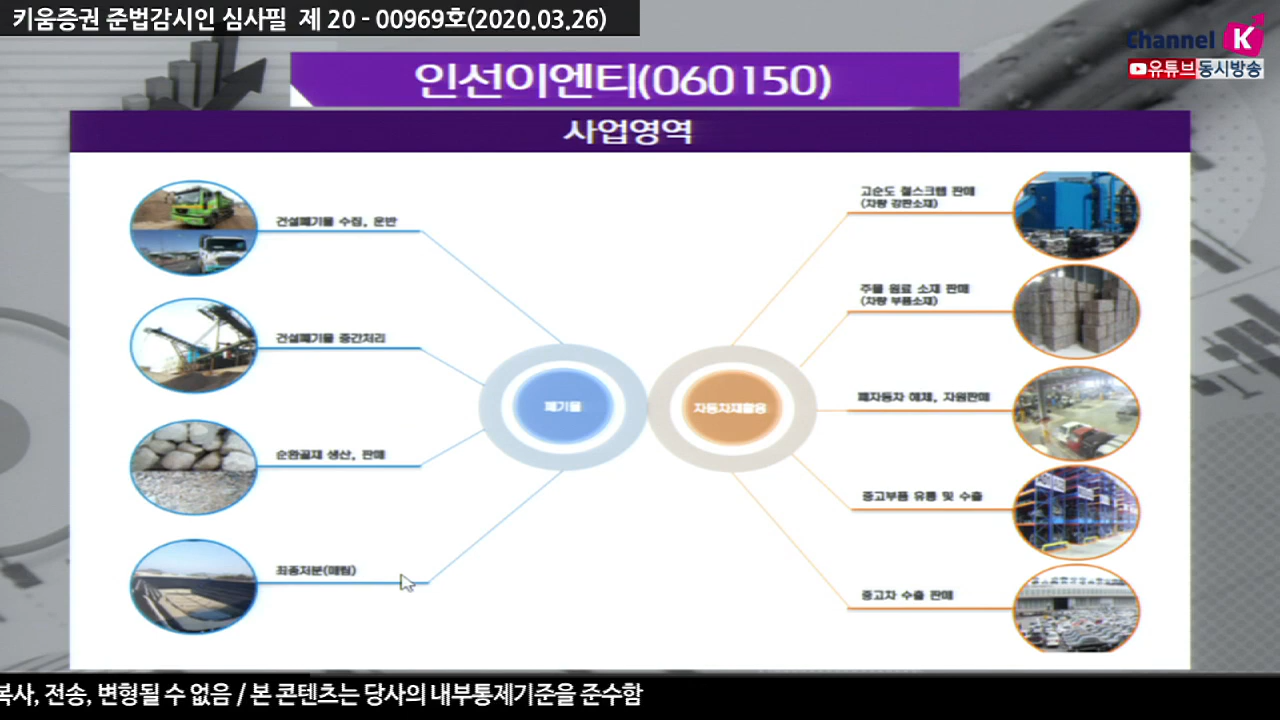 키움증권 준법감시인 심사필 제 20 - 00969호(2020.03.26)
Channel K
유튜브 동시방송
인선이엔티(060150)
사업영역
건설폐기물 수집, 운반
건설폐기물 중간처리
순환골재 생산, 판매
최종처분(매립)
폐기물
자동차재활용
고순도 철스크랩 판매
(차량 강판소재)
주물 원료 소재 판매
(차량 부품소재)
폐자동차 해체, 자원판매
중고부품 유통 및 수출
중고차 수출 판매
복사, 전송, 변형될 수 없음 / 본 콘텐츠는 당사의 내부통제기준을 준수함